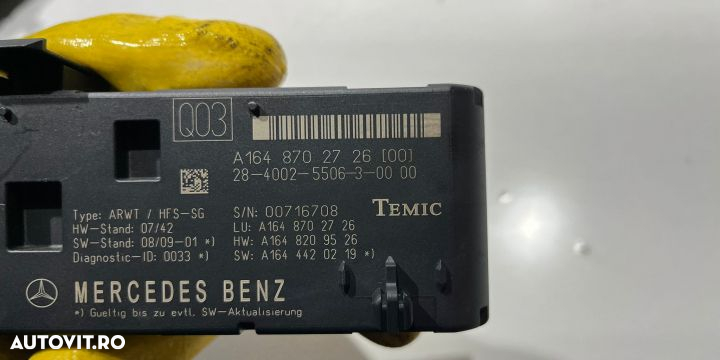 Q03
A164 870 27 26 [00]
28-4002-5506-3-00 00
Type: ARWT / HFS-SG
HW-Stand: 07/42
SW-Stand: 08/09-01 *)
Diagnostic-ID: 0033 *)
S/N: 00716708
LU: A164 870 27 26
HW: A164 820 95 26
SW: A164 442 02 19 *)
TEMIC
MERCEDES BENZ
*) Gueltig bis zu evtl. SW-Aktualisierung
AUTOVIT.RO